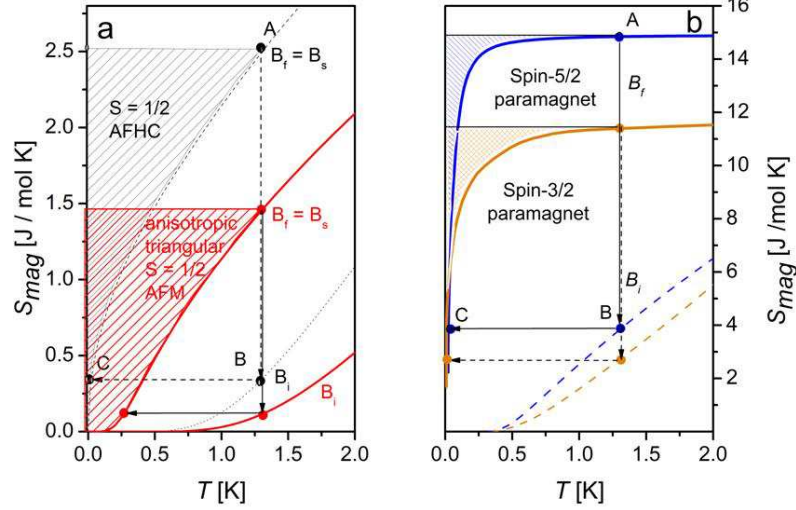 a
A
B_f = B_s
S = 1/2
AFHC
B_f = B_s
anisotropic
triangular
S = 1/2
AFM
C
B
B_i
B_i
2.5
2.0
1.5
1.0
0.5
0.0
S_mag [J / mol K]
0.0 0.5 1.0 1.5 2.0
T [K]
b
A
B_f
Spin-5/2
paramagnet
Spin-3/2
paramagnet
B_i
B
C
16
14
12
10
8
6
4
2
S_mag [J /mol K]
0.0 0.5 1.0 1.5 2.0
T [K]